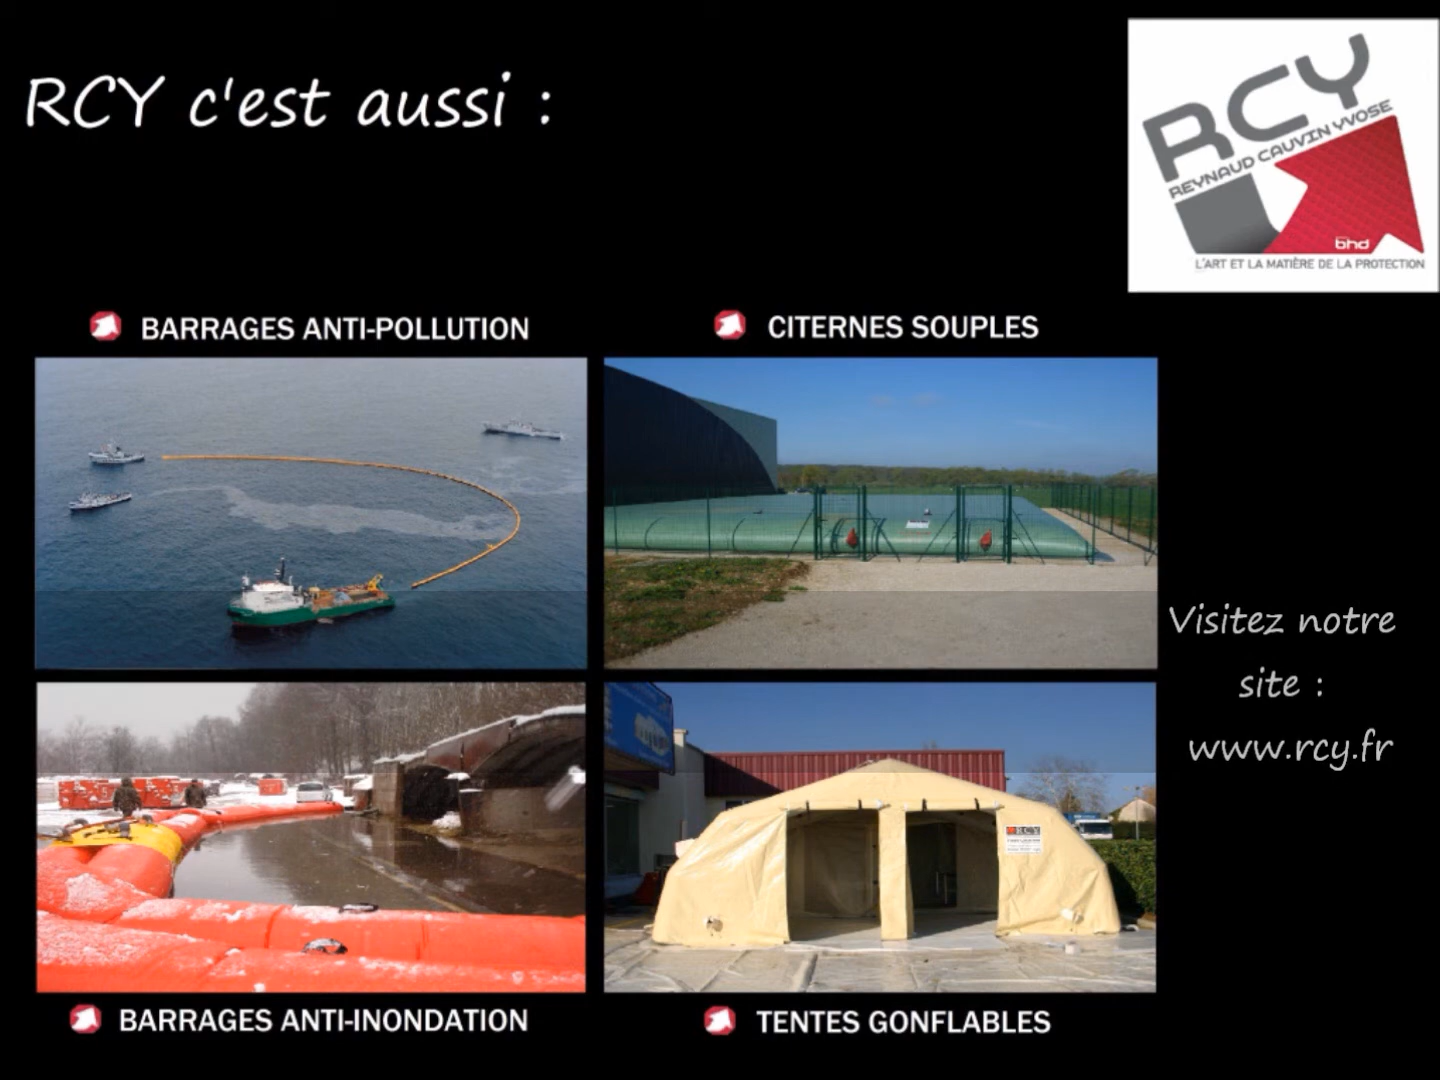 RCY c'est aussi :
RCY
REYNAUD CAUVIN YVOSE
bhd
L'ART ET LA MATIÈRE DE LA PROTECTION
BARRAGES ANTI-POLLUTION
CITERNES SOUPLES
Visitez notre
site :
www.rcy.fr
RCY
BARRAGES ANTI-INONDATION
TENTES GONFLABLES